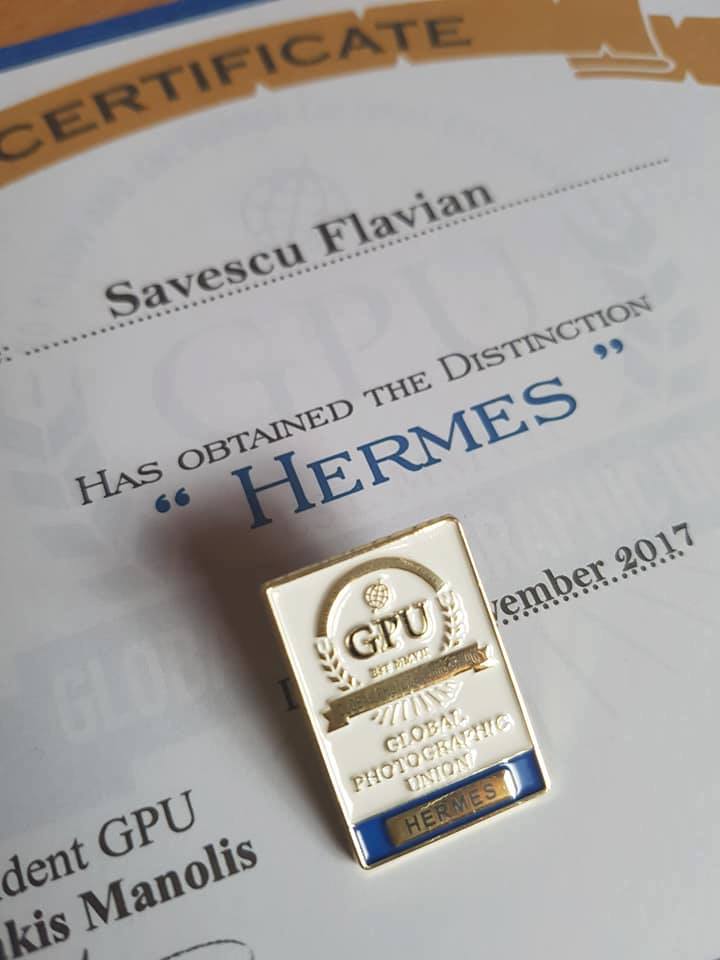 CERTIFICATE
Savescu Flavian
HAS OBTAINED THE DISTINCTION
“ HERMES ”
vember 2017
GPU
GLOBAL
PHOTOGRAPHIC
UNION
HERMES
dent GPU
kis Manolis